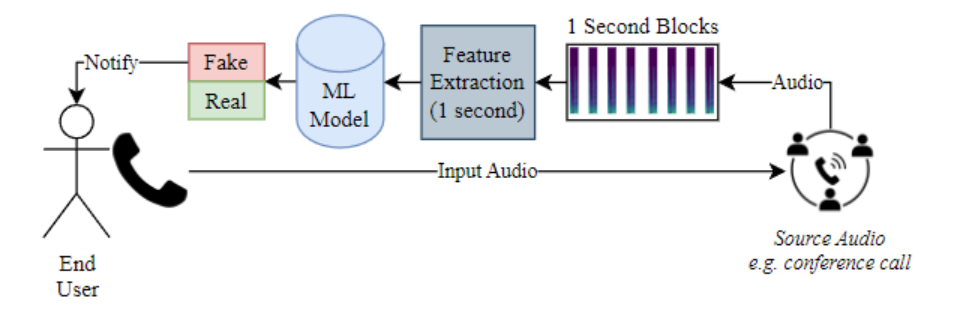 1 Second Blocks
Notify
Fake
Real
ML
Model
Feature
Extraction
(1 second)
Audio
Input Audio
Source Audio
e.g. conference call
End
User